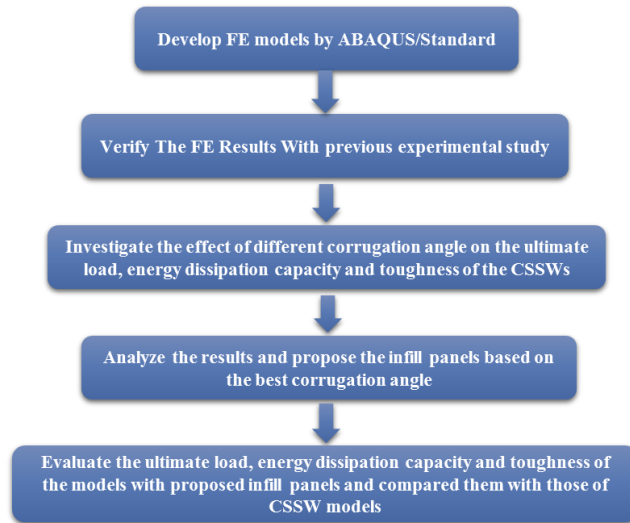 Develop FE models by ABAQUS/Standard
Verify The FE Results With previous experimental study
Investigate the effect of different corrugation angle on the ultimate
load, energy dissipation capacity and toughness of the CSSWs
Analyze the results and propose the infill panels based on
the best corrugation angle
Evaluate the ultimate load, energy dissipation capacity and toughness of
the models with proposed infill panels and compared them with those of
CSSW models